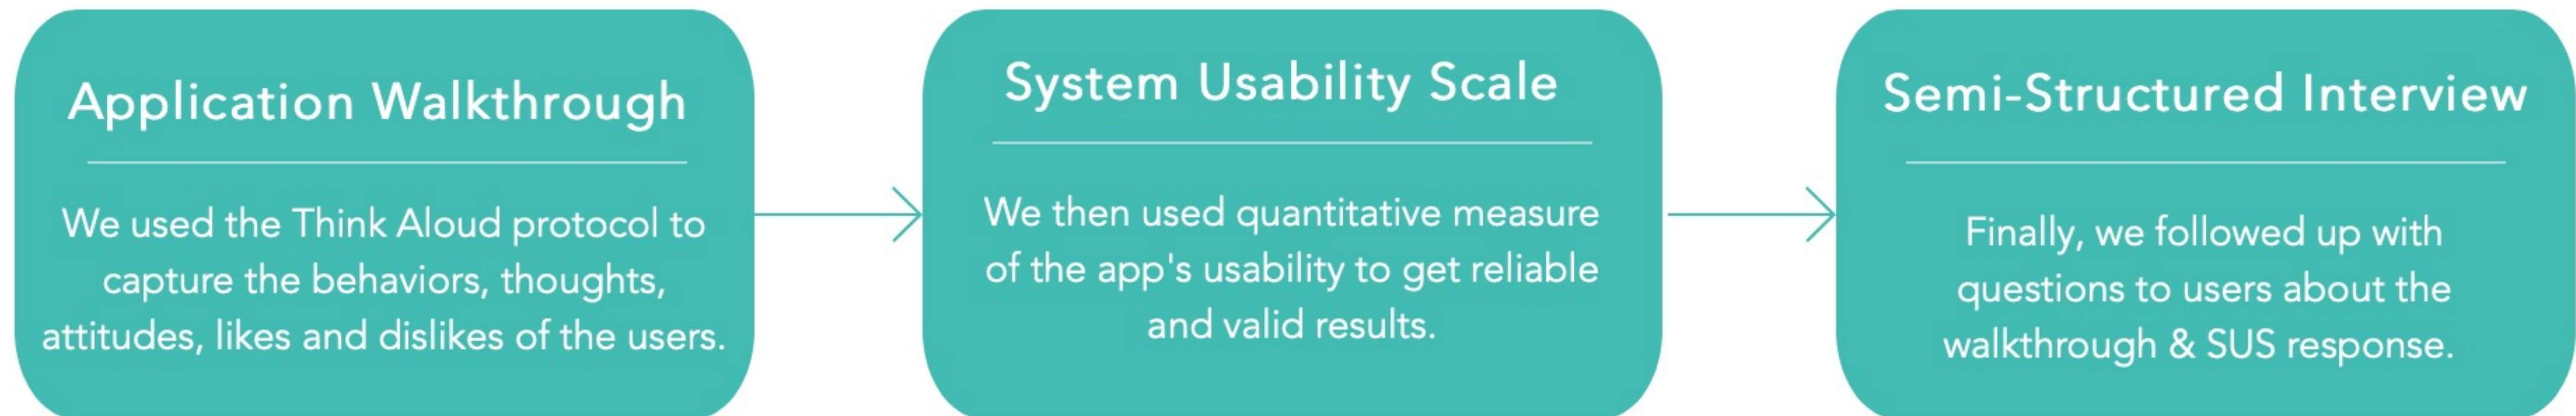 Application Walkthrough
We used the Think Aloud protocol to
capture the behaviors, thoughts,
attitudes, likes and dislikes of the users.
System Usability Scale
We then used quantitative measure
of the app's usability to get reliable
and valid results.
Semi-Structured Interview
Finally, we followed up with
questions to users about the
walkthrough & SUS response.